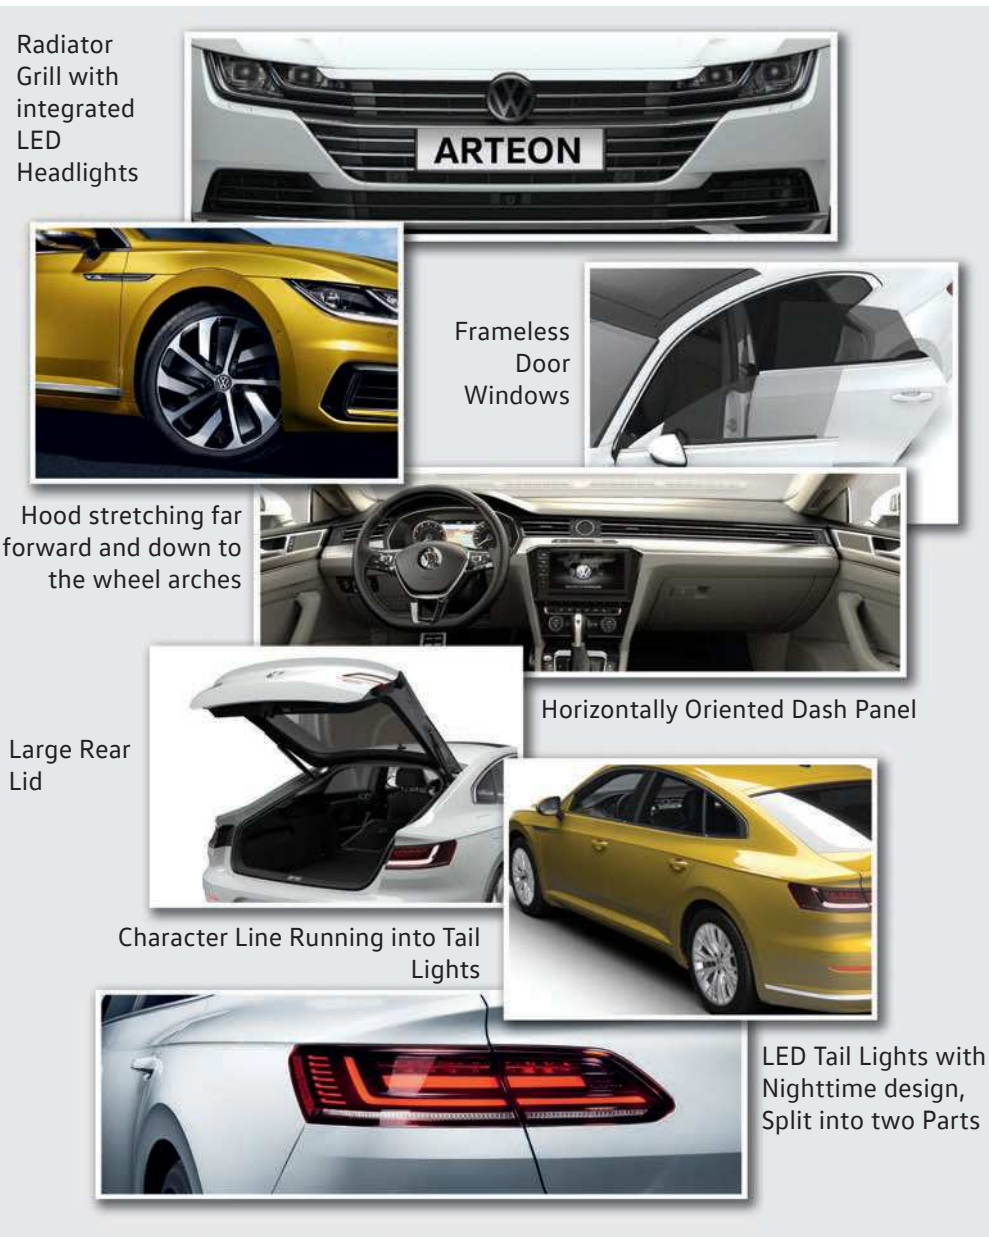 Radiator
Grill with
integrated
LED
Headlights
ARTEON
Frameless
Door
Windows
Hood stretching far
forward and down to
the wheel arches
Horizontally Oriented Dash Panel
Large Rear
Lid
Character Line Running into Tail
Lights
LED Tail Lights with
Nighttime design,
Split into two Parts